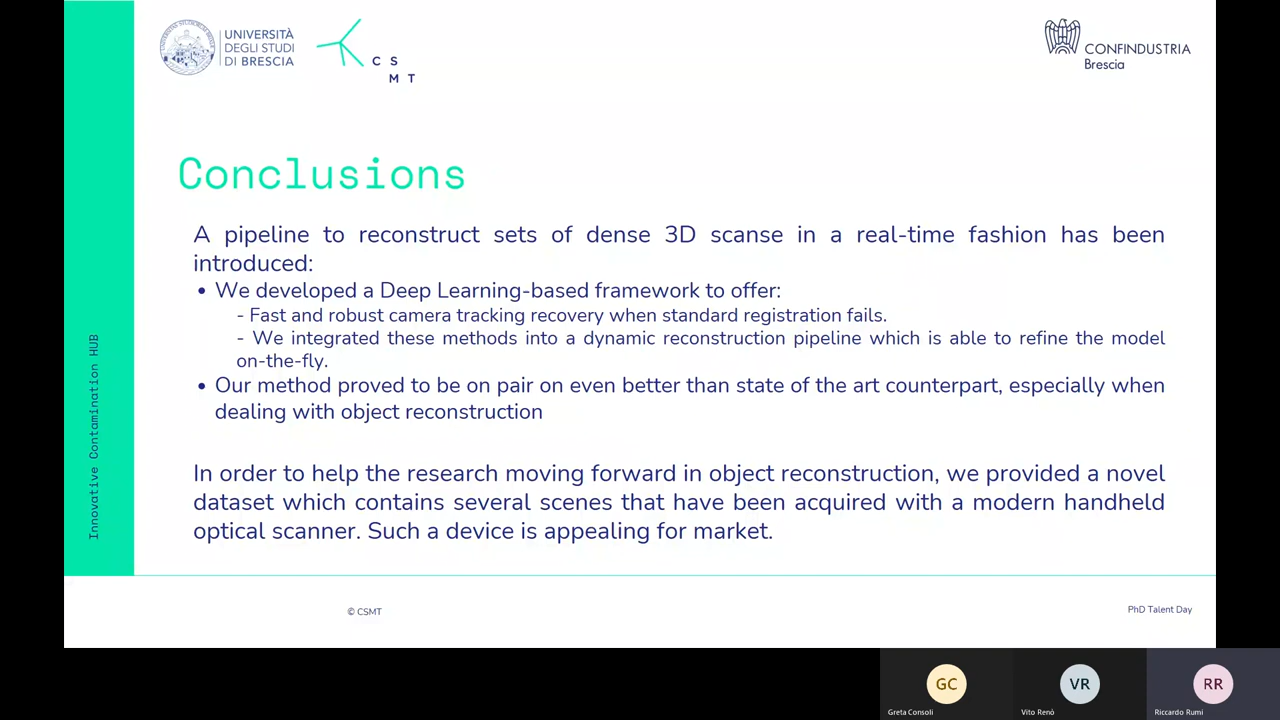 UNIVERSITÀ
DEGLI STUDI
DI BRESCIA
C S
M T
CONFINDUSTRIA
Brescia
Conclusions
A pipeline to reconstruct sets of dense 3D scanse in a real-time fashion has been
introduced:
• We developed a Deep Learning-based framework to offer:
- Fast and robust camera tracking recovery when standard registration fails.
- We integrated these methods into a dynamic reconstruction pipeline which is able to refine the model
on-the-fly.
• Our method proved to be on pair on even better than state of the art counterpart, especially when
dealing with object reconstruction
In order to help the research moving forward in object reconstruction, we provided a novel
dataset which contains several scenes that have been acquired with a modern handheld
optical scanner. Such a device is appealing for market.
Innovative Contamination HUB
© CSMT
PhD Talent Day
GC
VR
RR
Greta Consoli
Vito Renò
Riccardo Rumi